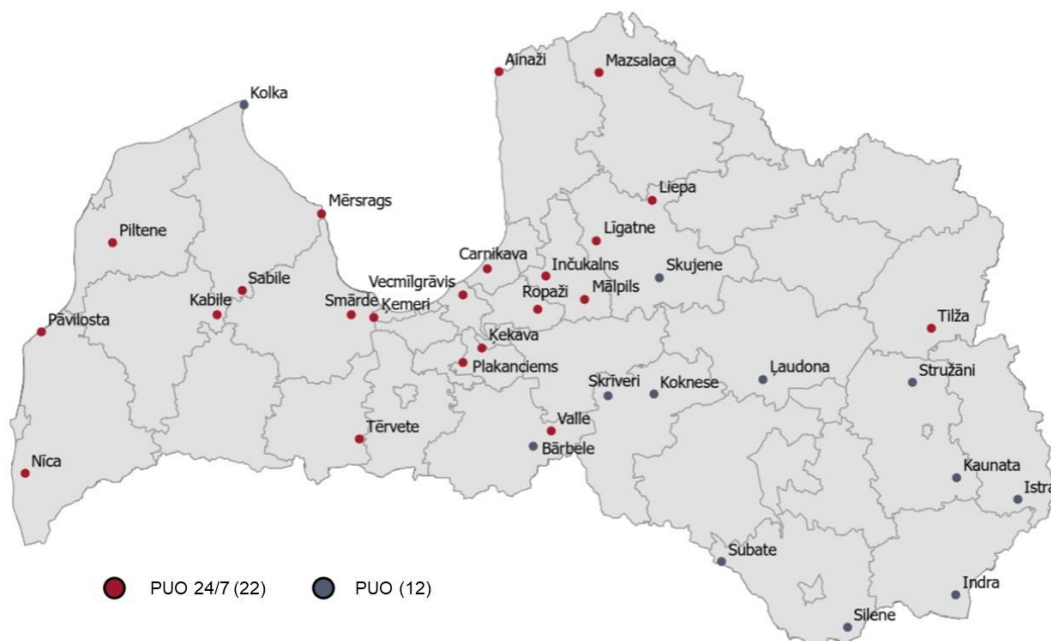 Ainaži
Mazsalaca
Kolka
Liepa
Mērsrags
Piltene
Līgatne
Carnikava
Inčukalns
Skujene
Vecmīlgrāvis
Sabile
Ropaži
Mālpils
Kabile
Smārde
Ķemeri
Tilža
Pāvilosta
Ķekava
Plakanciems
Ļaudona
Stružāni
Skrīveri
Koknese
Tērvete
Valle
Bārbele
Nīca
Kaunata
Istra
Subate
Indra
Silene
PUO 24/7 (22)
PUO (12)